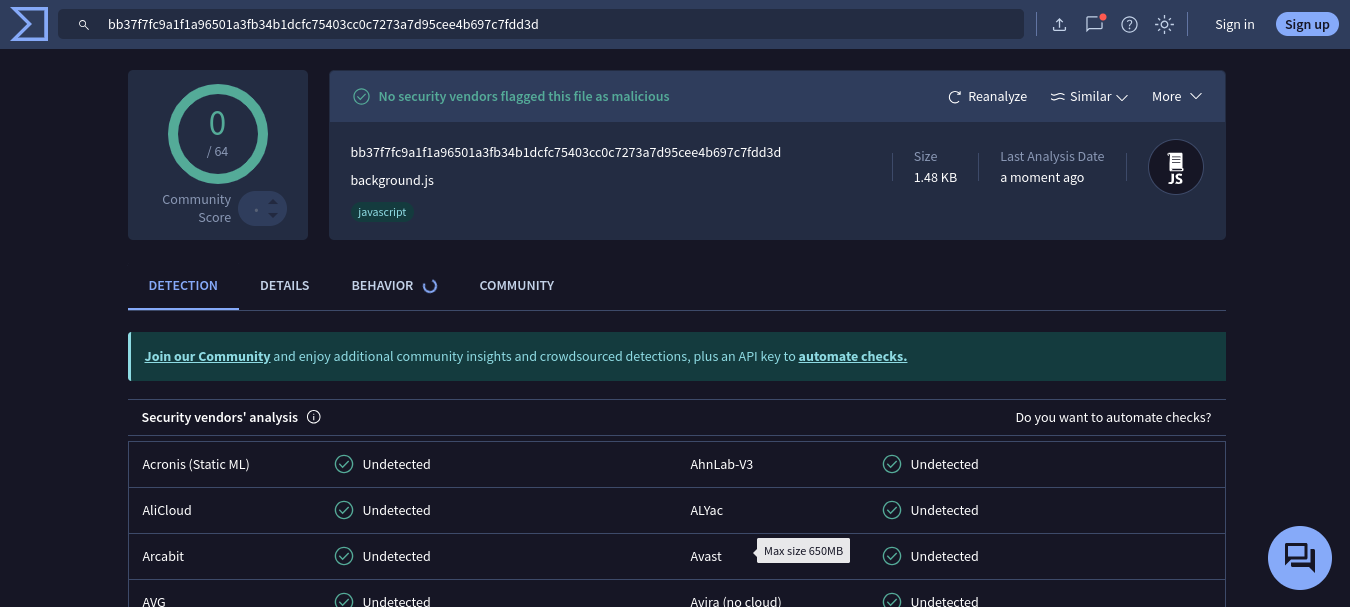 bb37f7fc9a1f1a96501a3fb34b1dcfc75403cc0c7273a7d95cee4b697c7fdd3d
Sign in
Sign up
0
/ 64
Community
Score
No security vendors flagged this file as malicious
Reanalyze
Similar
More
bb37f7fc9a1f1a96501a3fb34b1dcfc75403cc0c7273a7d95cee4b697c7fdd3d
background.js
javascript
Size
1.48 KB
Last Analysis Date
a moment ago
JS
DETECTION
DETAILS
BEHAVIOR
COMMUNITY
Join our Community and enjoy additional community insights and crowdsourced detections, plus an API key to automate checks.
Security vendors' analysis
Do you want to automate checks?
Acronis (Static ML) Undetected AhnLab-V3 Undetected
AliCloud Undetected ALYac Undetected
Arcabit Undetected Avast Max size 650MB Undetected
AVG Undetected Avira (no cloud) Undetected